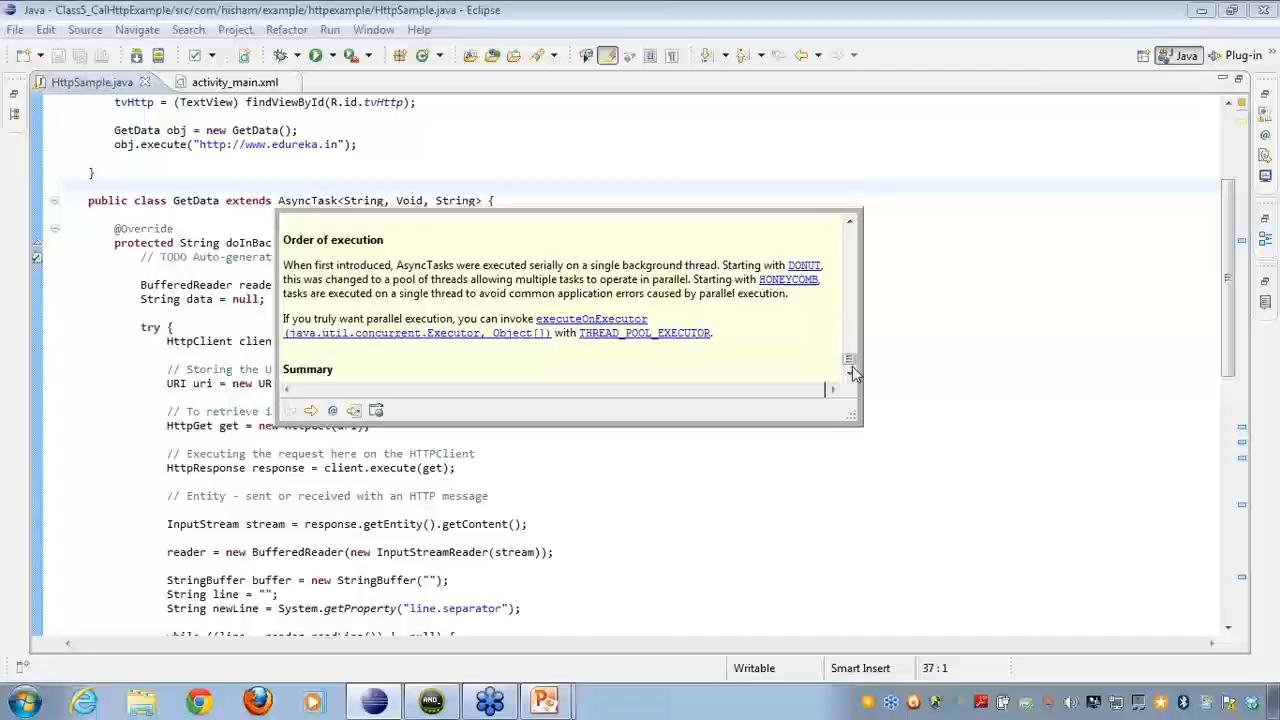 Java - Class5_CalHttpExample/src/com/hisham/example/httpexample/HttpSample.java - Eclipse
File Edit Source Refactor Navigate Search Project Run Window Help
Java Plug-in
HttpSample.java activity_main.xml
tvHttp = (TextView) findViewById(R.id.tvHttp);
GetData obj = new GetData();
obj.execute("http://www.edureka.in");
}
public class GetData extends AsyncTask<String, Void, String> {
@Override
protected String doInBac
// TODO Auto-generat
BufferedReader reade
String data = null;
try {
HttpClient clien
// Storing the U
URI uri = new UR
// To retrieve i
HttpGet get = new HttpGet(uri);
// Executing the request here on the HTTPClient
HttpResponse response = client.execute(get);
// Entity - sent or received with an HTTP message
InputStream stream = response.getEntity().getContent();
reader = new BufferedReader(new InputStreamReader(stream));
StringBuffer buffer = new StringBuffer("");
String line = "";
String newLine = System.getProperty("line.separator");
while ((line = reader.readLine()) != null) {
Order of execution
When first introduced, AsyncTasks were executed serially on a single background thread. Starting with DONUT,
this was changed to a pool of threads allowing multiple tasks to operate in parallel. Starting with HONEYCOMB,
tasks are executed on a single thread to avoid common application errors caused by parallel execution.
If you truly want parallel execution, you can invoke executeOnExecutor
(java.util.concurrent.Executor, Object[]) with THREAD_POOL_EXECUTOR.
Summary
Writable Smart Insert 37 : 1